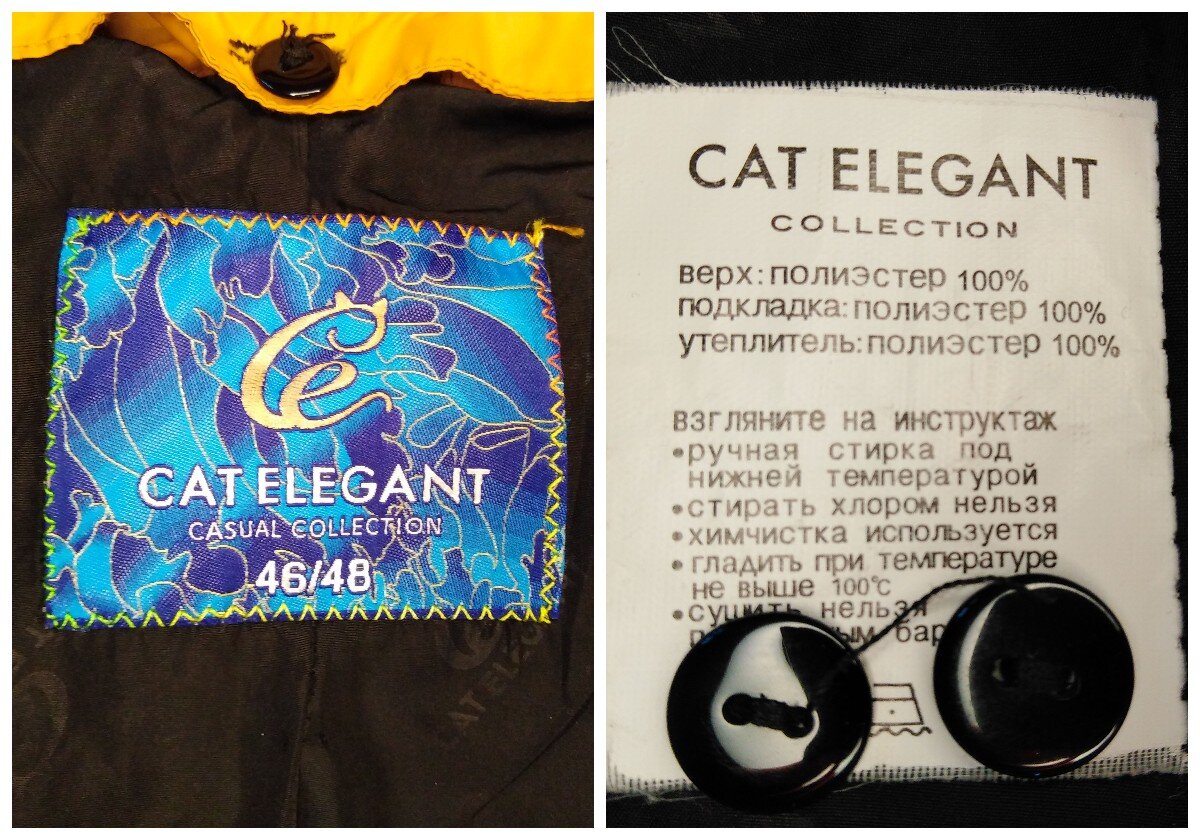 Ce
CAT ELEGANT
CASUAL COLLECTION
46/48
CAT ELEGANT
COLLECTION
верх:полиэстер 100%
подкладка:полиэстер 100%
утеплитель:полиэстер 100%
взгляните на инструктаж
•ручная стирка под
нижней температурой
•стирать хлором нельзя
•химчистка используется
•гладить при температуре
не выше 100℃
•сушить нельзя